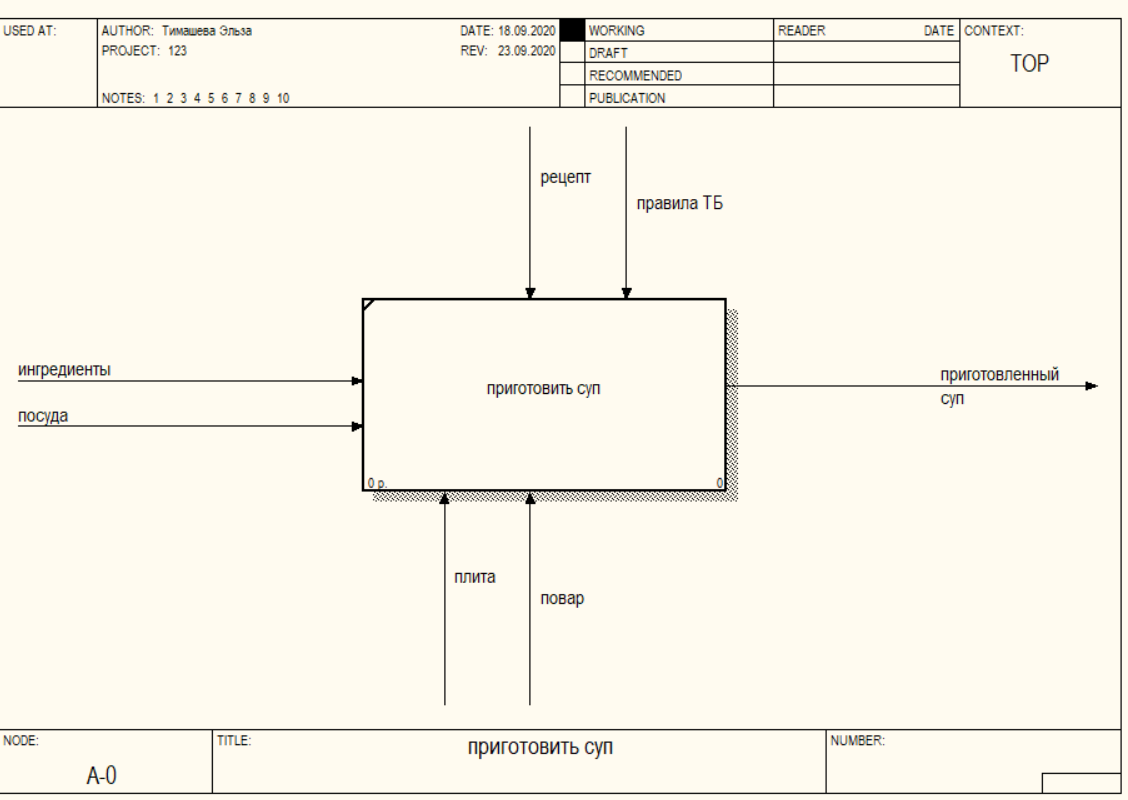 USED AT:
AUTHOR: Тимашева Эльза
DATE: 18.09.2020
PROJECT: 123
REV: 23.09.2020
NOTES: 1 2 3 4 5 6 7 8 9 10
WORKING
DRAFT
RECOMMENDED
PUBLICATION
READER
DATE
CONTEXT:
TOP
рецепт
правила ТБ
ингредиенты
посуда
приготовить суп
0 р.
0
приготовленный
суп
плита
повар
NODE:
A-0
TITLE:
приготовить суп
NUMBER: